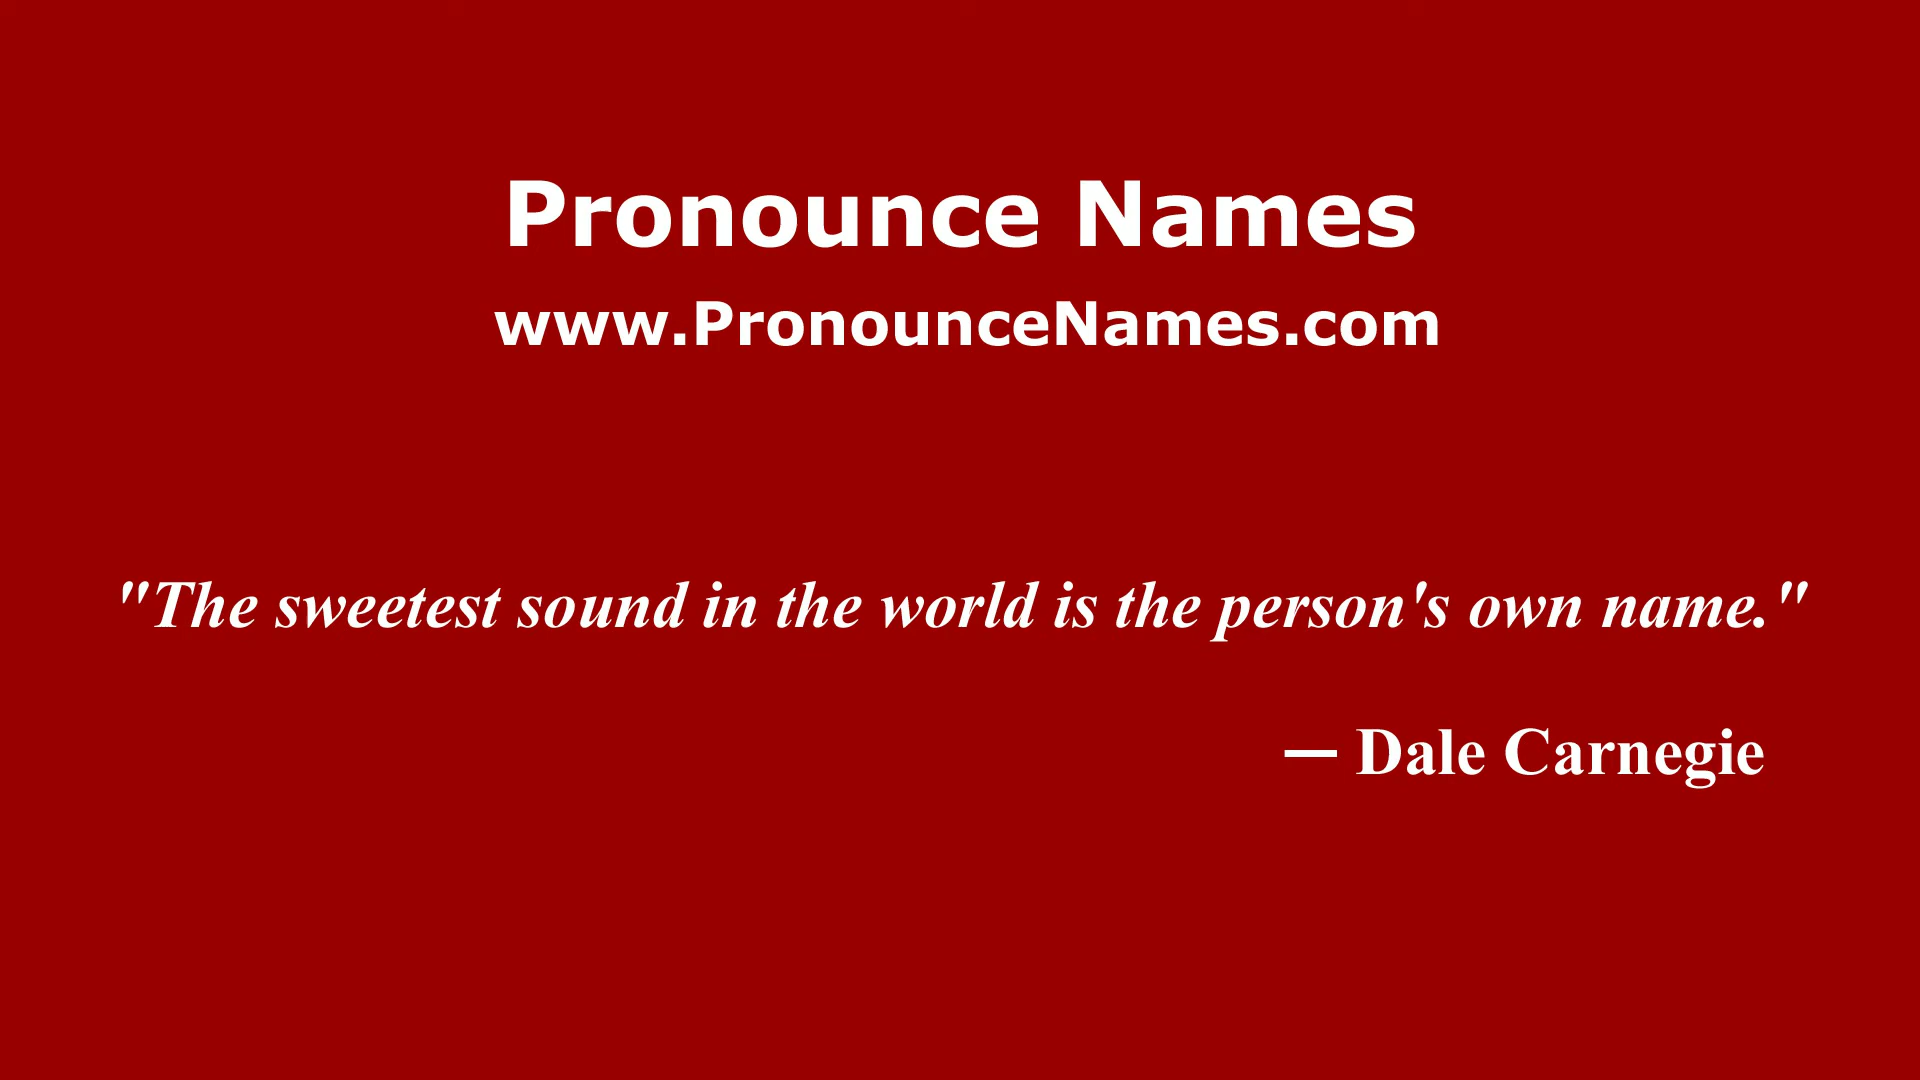 Pronounce Names
www.PronounceNames.com
"The sweetest sound in the world is the person's own name."
— Dale Carnegie